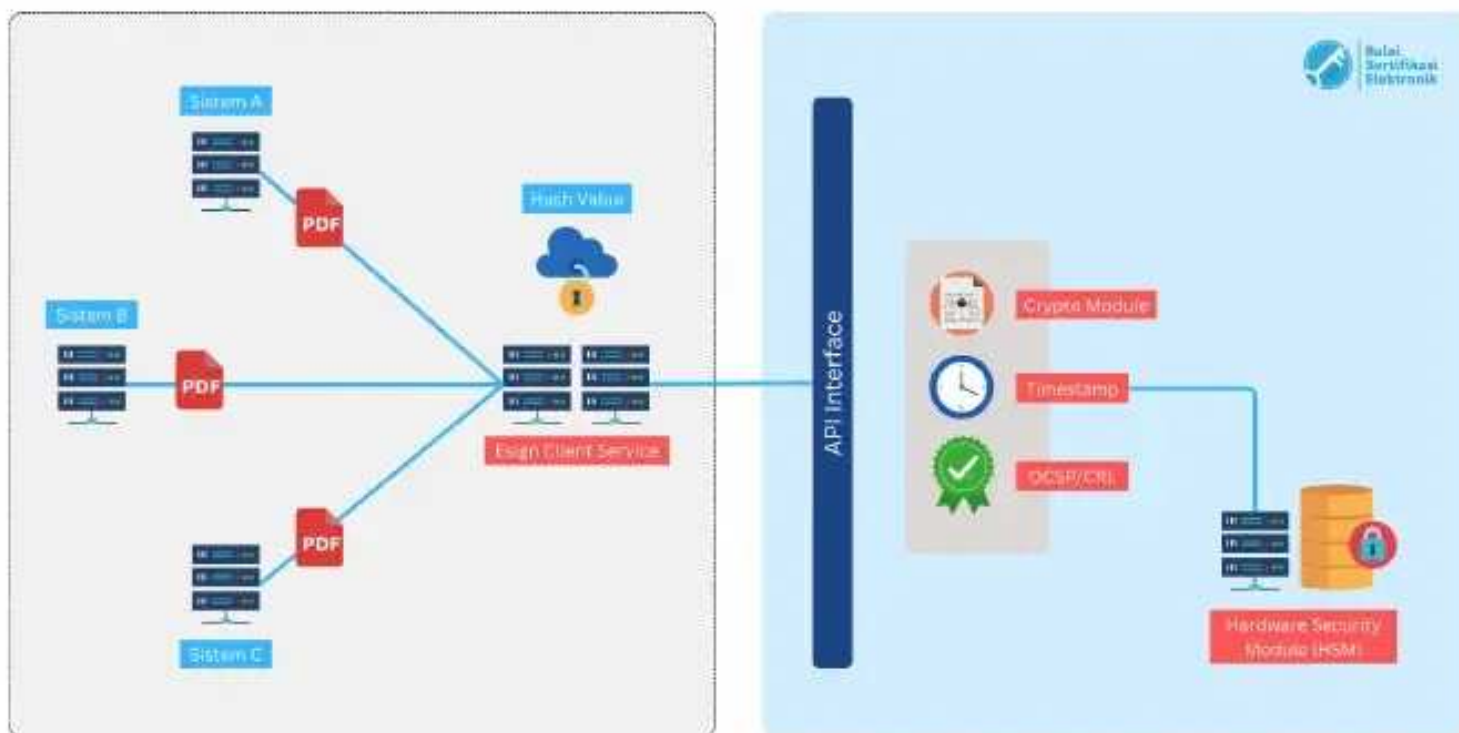 Balai
Sertifikasi
Elektronik
Sistem A
PDF
Hash Value
Sistem B
PDF
Esign Client Service
PDF
Sistem C
API Interface
Crypto Module
Timestamp
OCSP/CRL
Hardware Security
Module (HSM)